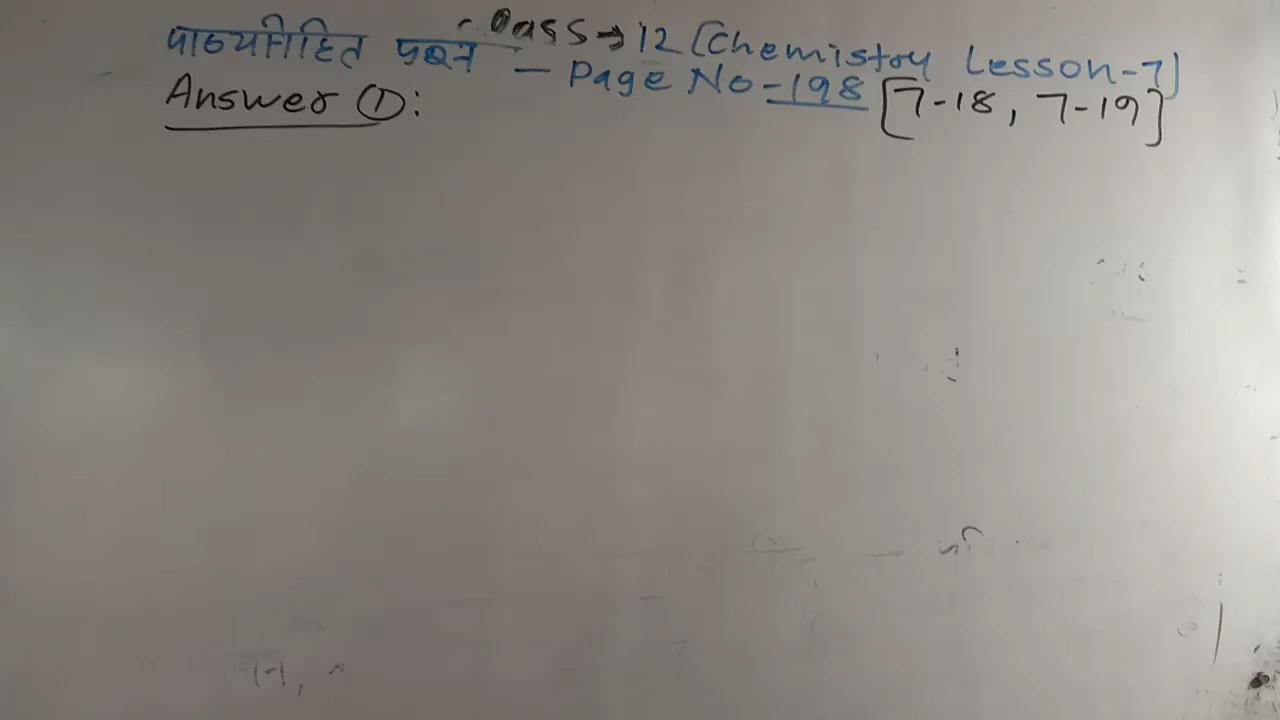 पाठ्यनिहित प्रश्न Class → 12 [Chemistry Lesson-7]
— Page No - 198 [7-18, 7-19]
Answer ①: